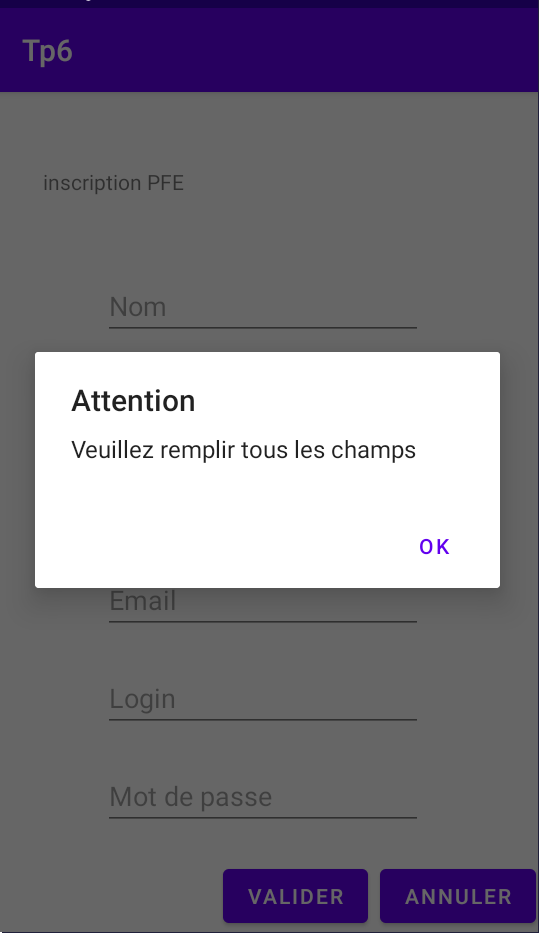 Tp6
inscription PFE
Nom
Attention
Veuillez remplir tous les champs
OK
Email
Login
Mot de passe
VALIDER ANNULER